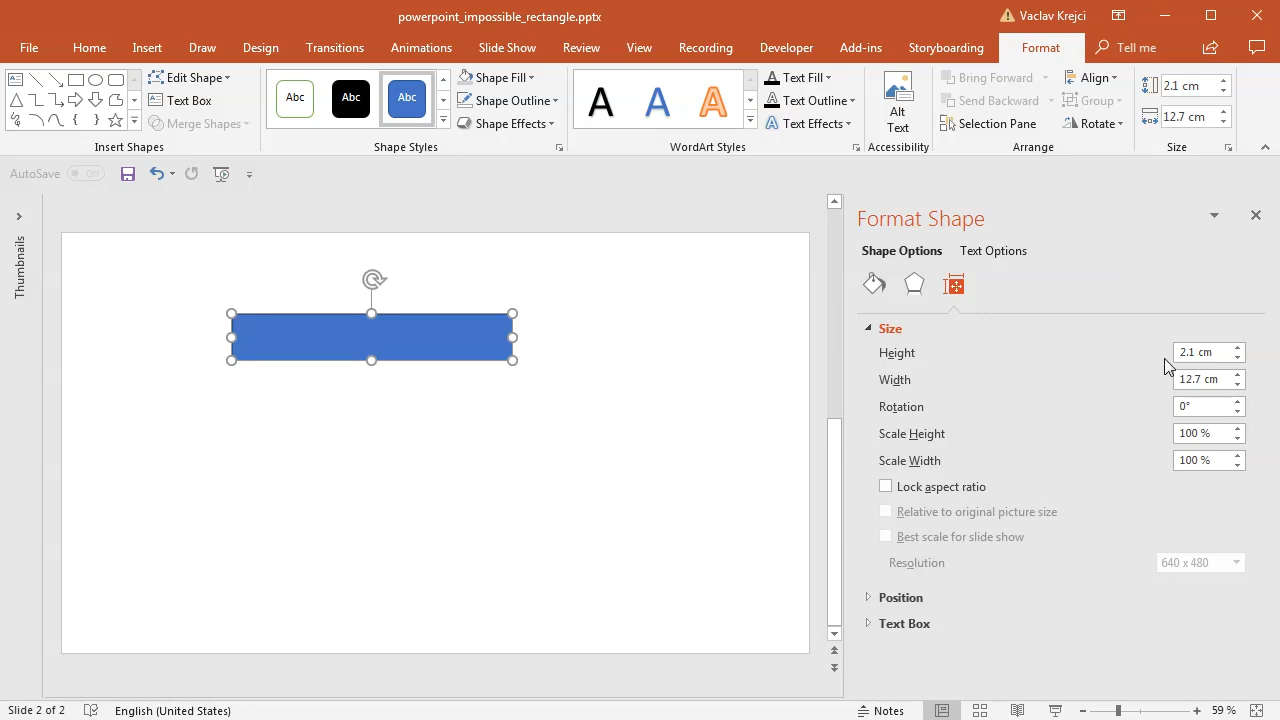 powerpoint_impossible_rectangle.pptx
Vaclav Krejci
File Home Insert Draw Design Transitions Animations Slide Show Review View Recording Developer Add-ins Storyboarding Format Tell me
Edit Shape
Text Box
Merge Shapes
Insert Shapes
Abc Abc Abc
Shape Fill
Shape Outline
Shape Effects
Shape Styles
A A A
Text Fill
Text Outline
Text Effects
WordArt Styles
Alt
Text
Accessibility
Bring Forward
Send Backward
Selection Pane
Align
Group
Rotate
Arrange
2.1 cm
12.7 cm
Size
AutoSave Off
Thumbnails
Format Shape
Shape Options Text Options
Size
Height 2.1 cm
Width 12.7 cm
Rotation 0°
Scale Height 100 %
Scale Width 100 %
Lock aspect ratio
Relative to original picture size
Best scale for slide show
Resolution 640 x 480
Position
Text Box
Slide 2 of 2 English (United States) Notes 59 %